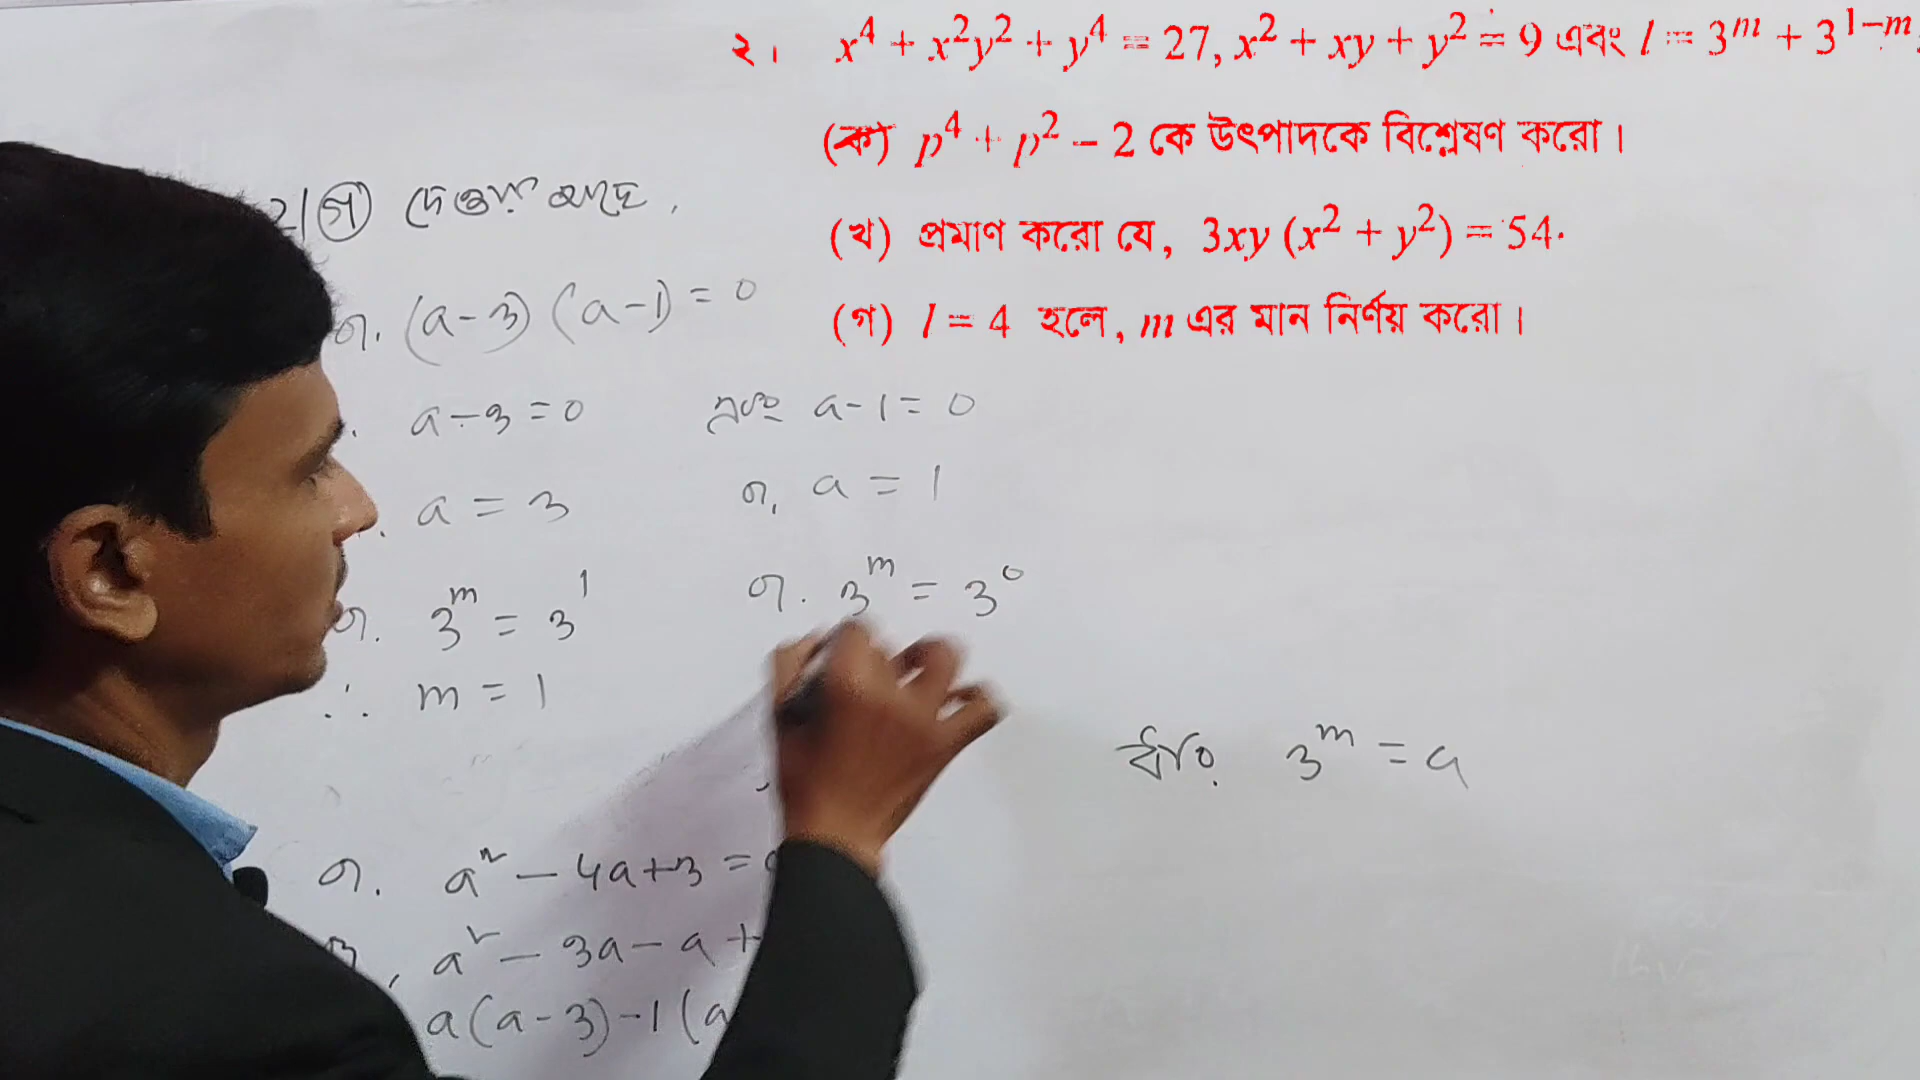 ২। x⁴ + x²y² + y⁴ = 27, x² + xy + y² = 9 এবং l = 3ᵐ + 3¹⁻ᵐ
(ক) p⁴ + p² − 2 কে উৎপাদকে বিশ্লেষণ করো।
(খ) প্রমাণ করো যে, 3xy (x² + y²) = 54.
(গ) l = 4 হলে, m এর মান নির্ণয় করো।
২। (গ) দেওয়া আছে,
বা, (a-3) (a-1) = 0
a-3 = 0 এবং a-1 = 0
a = 3 বা, a = 1
বা, 3ᵐ = 3¹ বা, 3ᵐ = 3⁰
∴ m = 1
ধরি, 3ᵐ = a
বা, a² - 4a+3 =
বা, a² - 3a - a +
a(a-3) -1(a